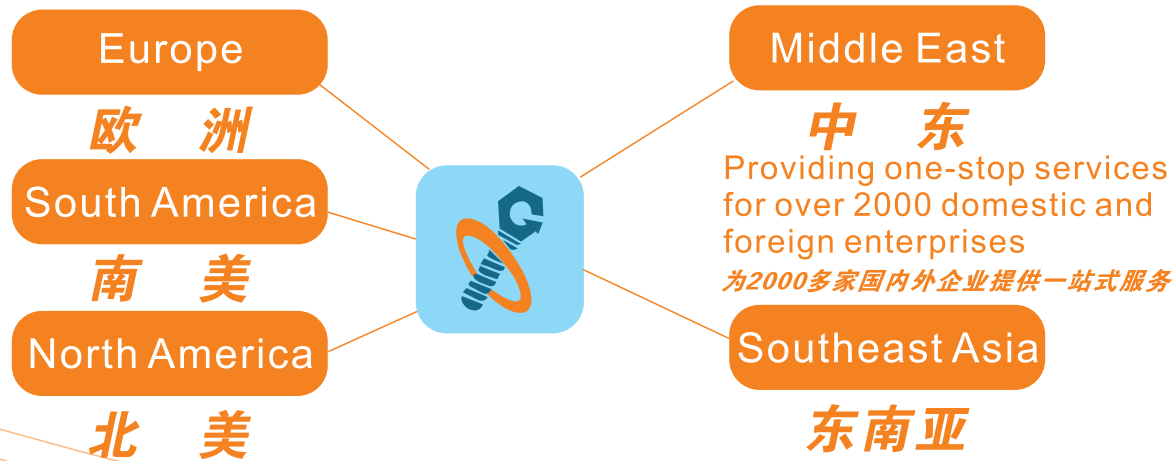 Europe
欧 洲
South America
南 美
North America
北 美
Middle East
中 东
Providing one-stop services
for over 2000 domestic and
foreign enterprises
为2000多家国内外企业提供一站式服务
Southeast Asia
东南亚